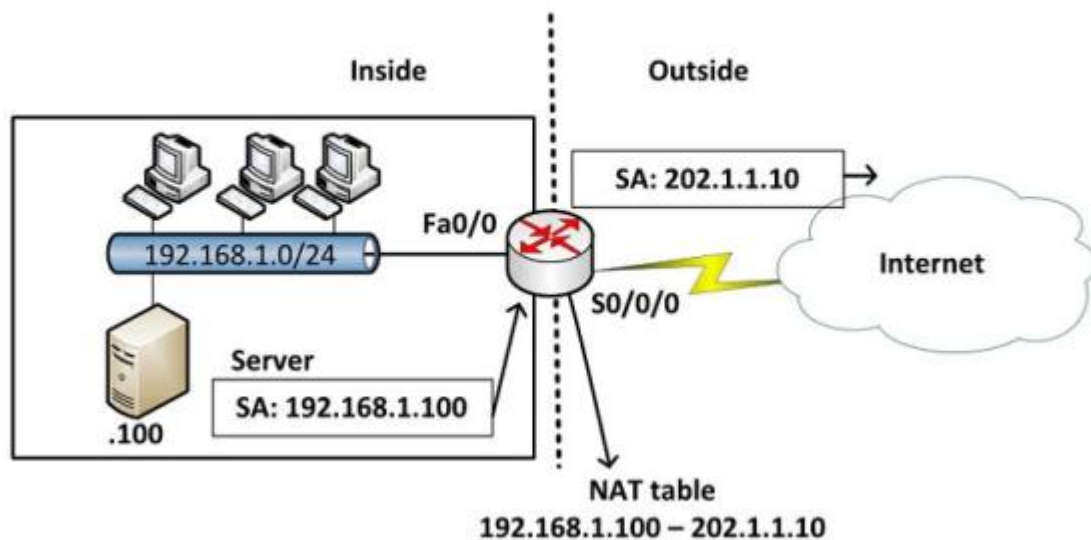 Inside
Outside
SA: 202.1.1.10
Fa0/0
192.168.1.0/24
Internet
S0/0/0
Server
SA: 192.168.1.100
.100
NAT table
192.168.1.100 – 202.1.1.10